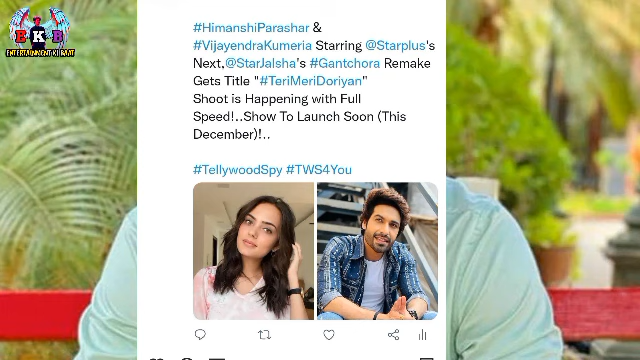 EKB
ENTERTAINMENT KI BAAT
#HimanshiParashar &
#VijayendraKumeria Starring @Starplus's
Next,@StarJalsha's #Gantchora Remake
Gets Title "#TeriMeriDoriyan"
Shoot is Happening with Full
Speed!..Show To Launch Soon (This
December)!..
#TellywoodSpy #TWS4You